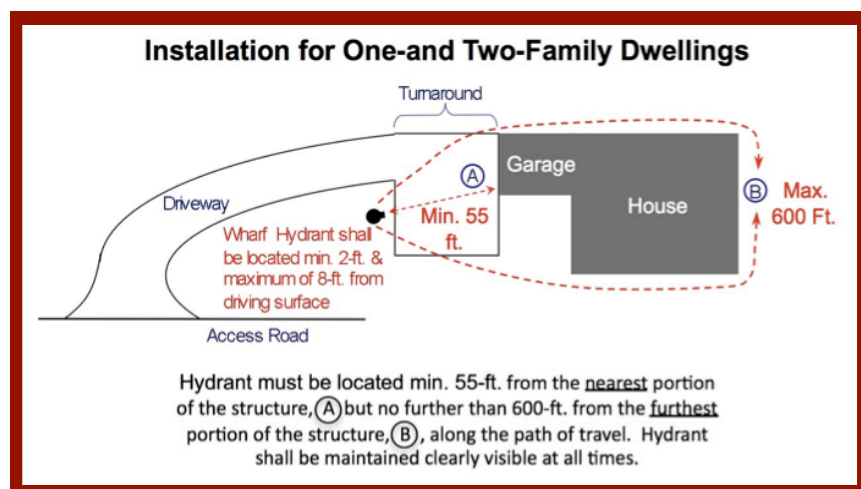 Installation for One-and Two-Family Dwellings
Turnaround
Garage
A
Driveway
House
B
Max.
600 Ft.
Min. 55
ft.
Wharf Hydrant shall
be located min. 2-ft. &
maximum of 8-ft. from
driving surface
Access Road
Hydrant must be located min. 55-ft. from the nearest portion
of the structure, A but no further than 600-ft. from the furthest
portion of the structure, B, along the path of travel. Hydrant
shall be maintained clearly visible at all times.